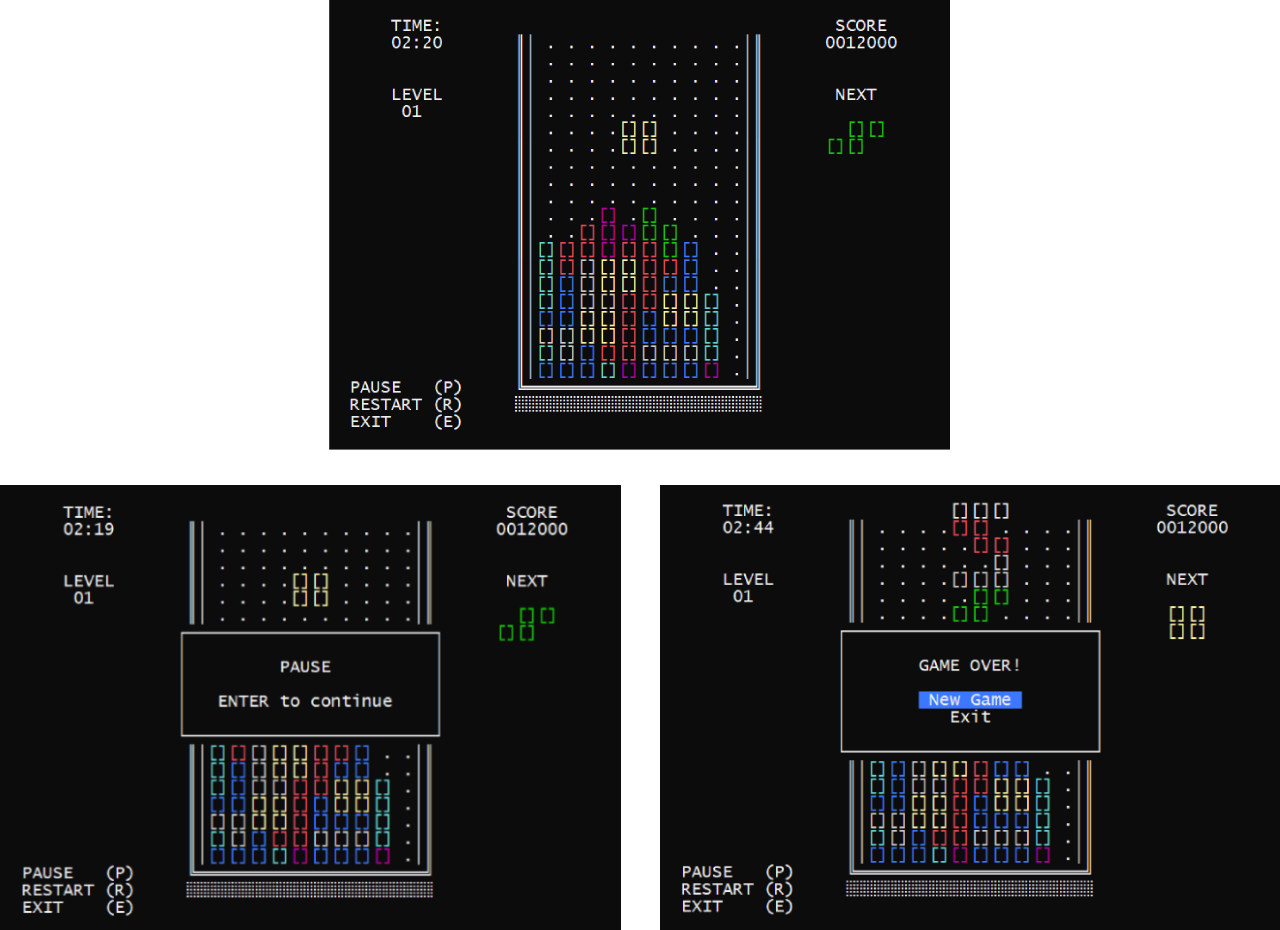 TIME:
02:20
SCORE
0012000
LEVEL
01
NEXT
PAUSE (P)
RESTART (R)
EXIT (E)
TIME:
02:19
SCORE
0012000
LEVEL
01
NEXT
PAUSE
ENTER to continue
PAUSE (P)
RESTART (R)
EXIT (E)
TIME:
02:44
SCORE
0012000
LEVEL
01
NEXT
GAME OVER!
New Game
Exit
PAUSE (P)
RESTART (R)
EXIT (E)